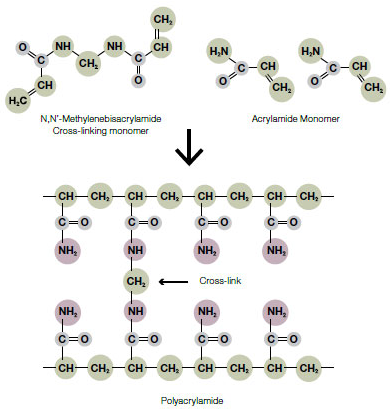 CH₂
O NH NH CH
C CH₂ C
CH O
H₂C
H₂N H₂N
C CH C CH
O CH₂ O CH₂
N,N'-Methylenebisacrylamide
Cross-linking monomer
Acrylamide Monomer
CH CH₂ CH CH₂ CH CH₂ CH CH₂
C=O C=O C=O C=O
NH₂ NH NH₂ NH₂
CH₂ Cross-link
NH₂ NH NH₂ NH₂
C=O C=O C=O C=O
CH CH₂ CH CH₂ CH CH₂ CH CH₂
Polyacrylamide